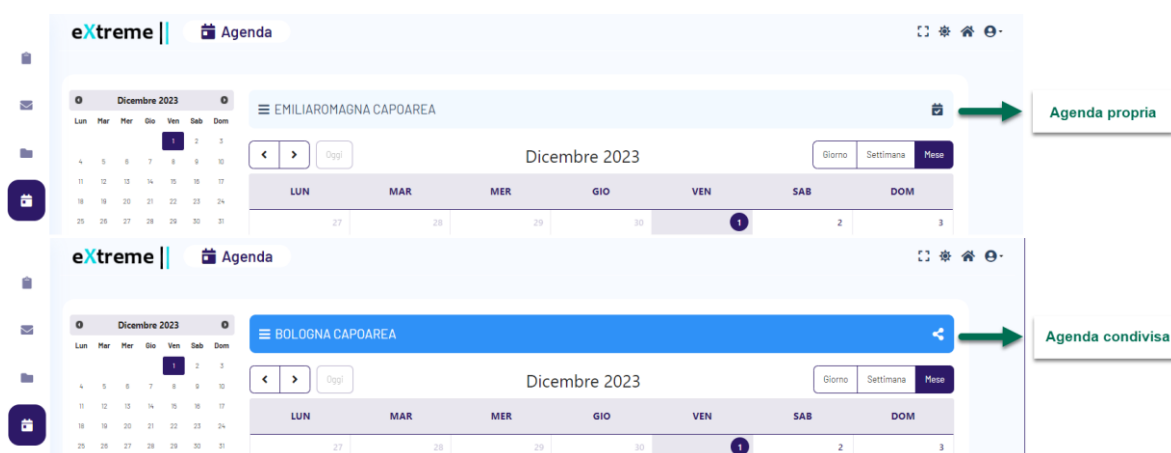 eXtreme || Agenda
Dicembre 2023
Lun Mar Mer Gio Ven Sab Dom
1 2 3
4 5 6 7 8 9 10
11 12 13 14 15 16 17
18 19 20 21 22 23 24
25 26 27 28 29 30 31
EMILIAROMAGNA CAPOAREA
Agenda propria
Oggi
Dicembre 2023
Giorno Settimana Mese
LUN MAR MER GIO VEN SAB DOM
27 28 29 30 1 2 3
eXtreme || Agenda
Dicembre 2023
Lun Mar Mer Gio Ven Sab Dom
1 2 3
4 5 6 7 8 9 10
11 12 13 14 15 16 17
18 19 20 21 22 23 24
25 26 27 28 29 30 31
BOLOGNA CAPOAREA
Agenda condivisa
Oggi
Dicembre 2023
Giorno Settimana Mese
LUN MAR MER GIO VEN SAB DOM
27 28 29 30 1 2 3